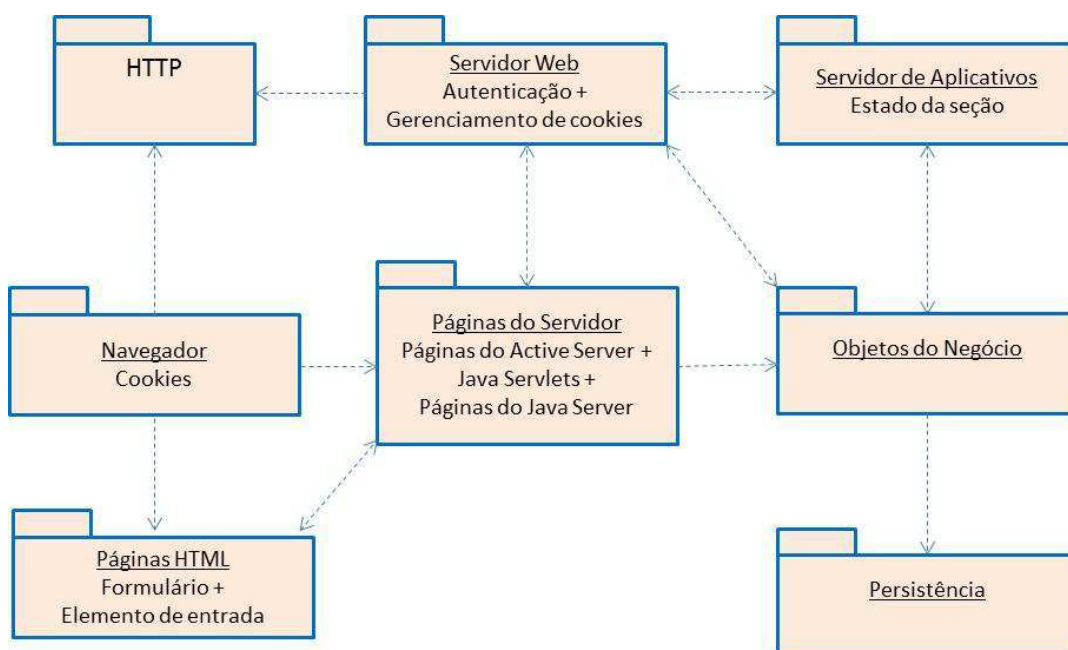 HTTP
Servidor Web
Autenticação +
Gerenciamento de cookies
Servidor de Aplicativos
Estado da seção
Navegador
Cookies
Páginas do Servidor
Páginas do Active Server +
Java Servlets +
Páginas do Java Server
Objetos do Negócio
Páginas HTML
Formulário +
Elemento de entrada
Persistência